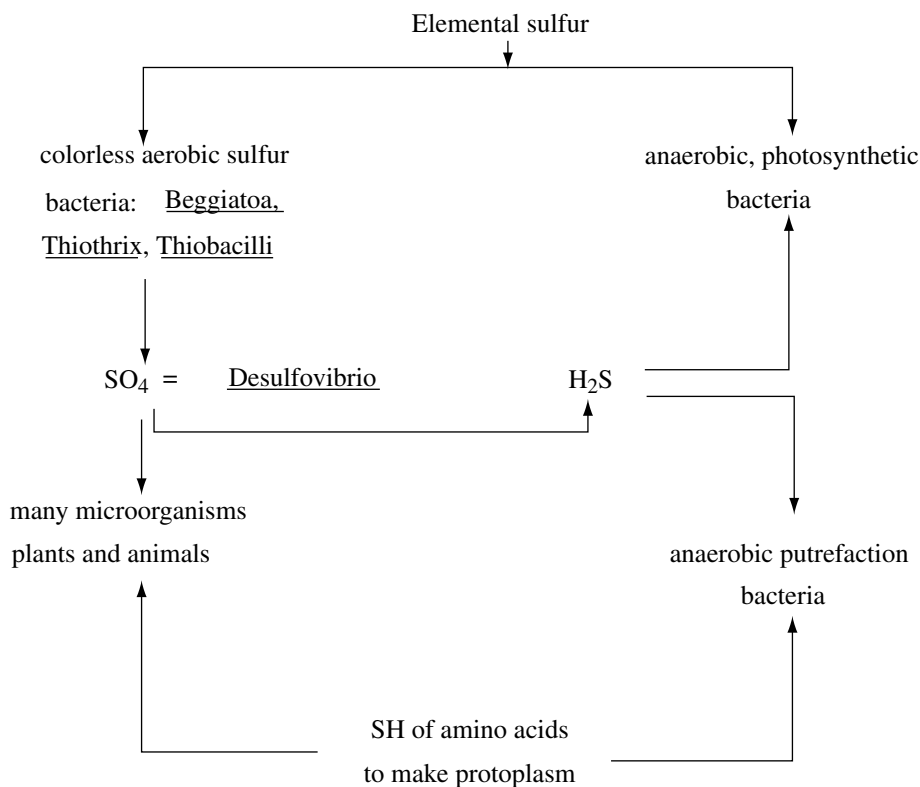 Elemental sulfur
colorless aerobic sulfur
bacteria: Beggiatoa,
Thiothrix, Thiobacilli
anaerobic, photosynthetic
bacteria
SO4 = Desulfovibrio H2S
many microorganisms
plants and animals
anaerobic putrefaction
bacteria
SH of amino acids
to make protoplasm